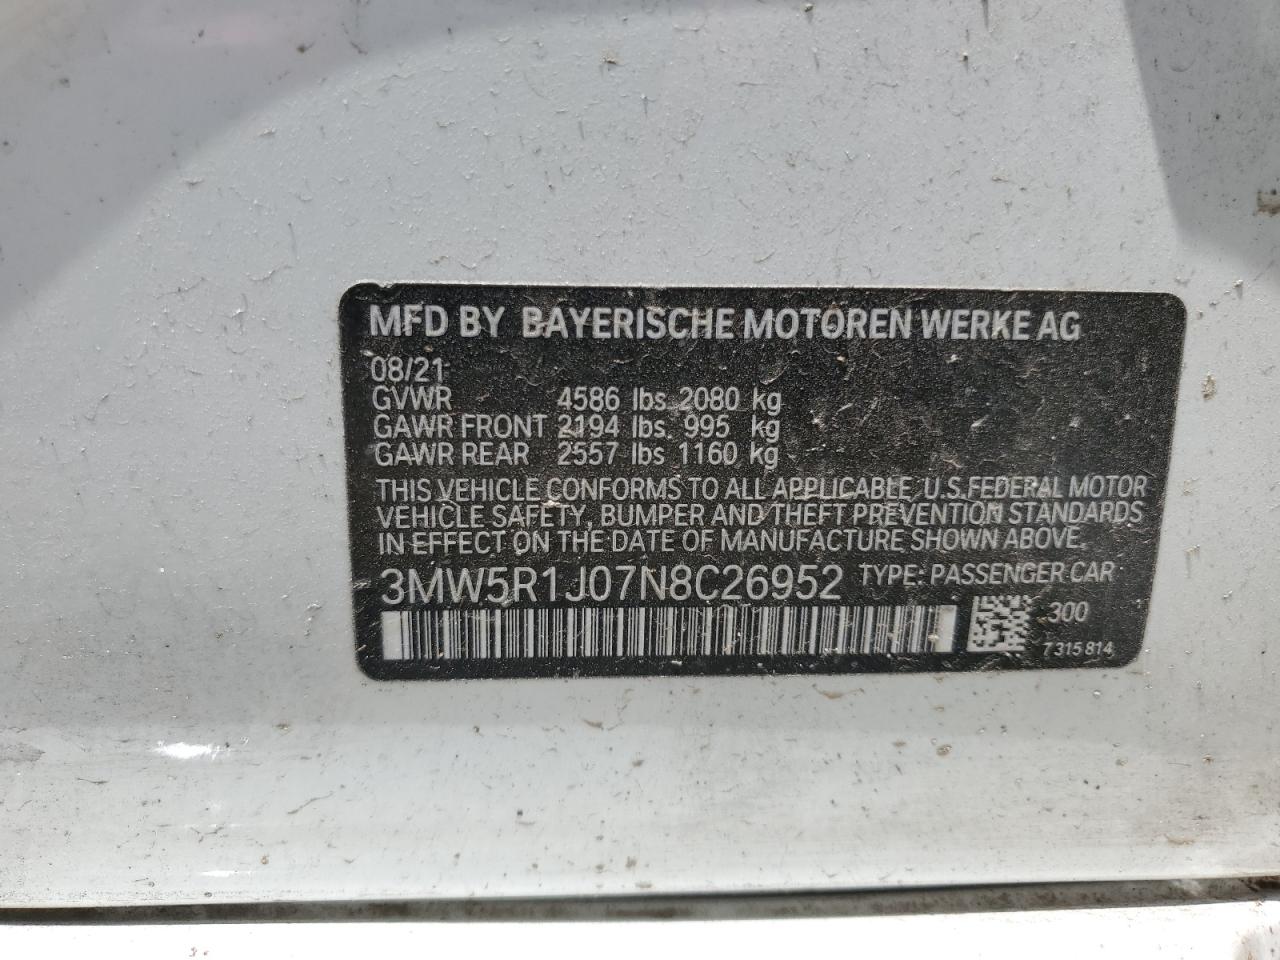 MFD BY BAYERISCHE MOTOREN WERKE AG
08/21
GVWR 4586 lbs 2080 kg
GAWR FRONT 2194 lbs 995 kg
GAWR REAR 2557 lbs 1160 kg
THIS VEHICLE CONFORMS TO ALL APPLICABLE U.S.FEDERAL MOTOR
VEHICLE SAFETY, BUMPER AND THEFT PREVENTION STANDARDS
IN EFFECT ON THE DATE OF MANUFACTURE SHOWN ABOVE.
3MW5R1J07N8C26952 TYPE: PASSENGER CAR
300
7 315 814